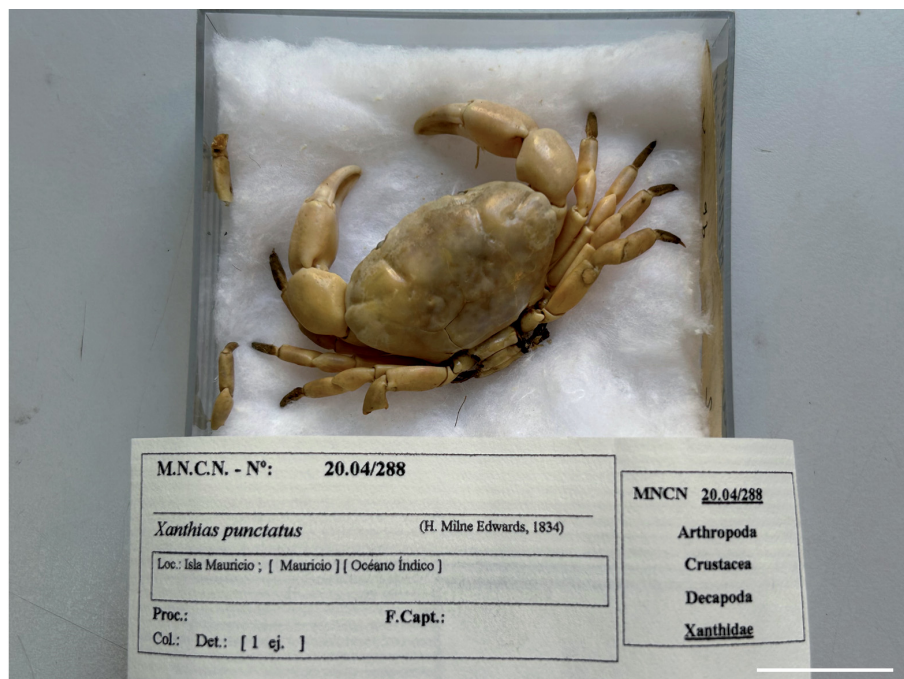 M.N.C.N. - Nº: 20.04/288
Xanthias punctatus (H. Milne Edwards, 1834)
Loc.: Isla Mauricio ; [ Mauricio ] [ Océano Índico ]
Proc.: F.Capt.:
Col.: Det.: [ 1 ej. ]
MNCN 20.04/288
Arthropoda
Crustacea
Decapoda
Xanthidae